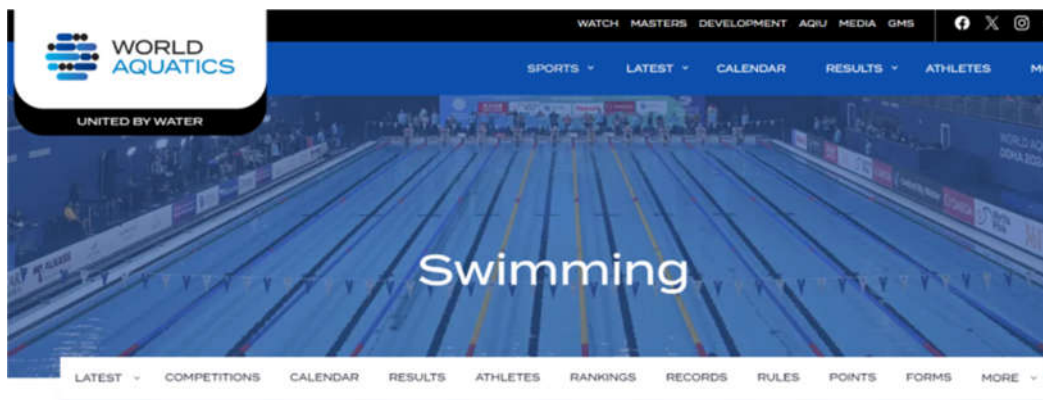 WATCH MASTERS DEVELOPMENT AQIU MEDIA GMS
WORLD
AQUATICS
SPORTS LATEST CALENDAR RESULTS ATHLETES
UNITED BY WATER
Swimming
LATEST COMPETITIONS CALENDAR RESULTS ATHLETES RANKINGS RECORDS RULES POINTS FORMS MORE